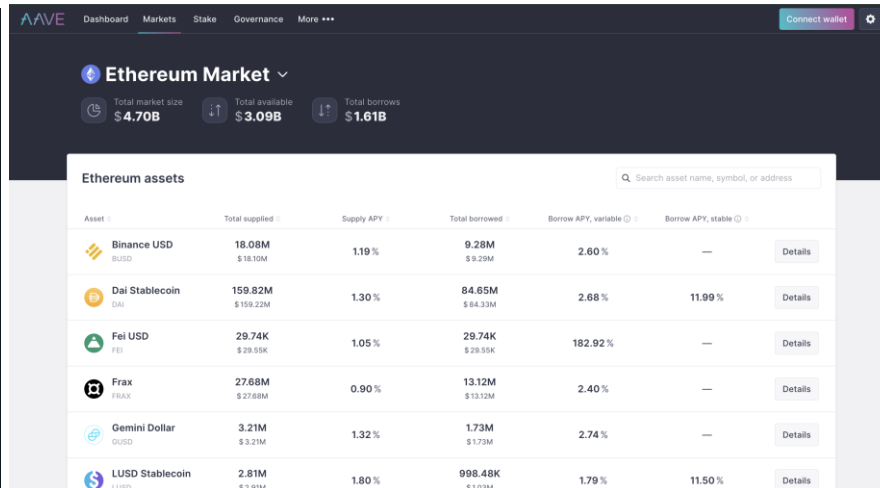 AAVE Dashboard Markets Stake Governance More ••• Connect wallet
Ethereum Market
Total market size Total available Total borrows
$4.70B $3.09B $1.61B
Ethereum assets Search asset name, symbol, or address
Asset Total supplied Supply APY Total borrowed Borrow APY, variable Borrow APY, stable
Binance USD 18.08M 1.19% 9.28M 2.60% — Details
BUSD $18.10M $9.29M
Dai Stablecoin 159.82M 1.30% 84.65M 2.68% 11.99% Details
DAI $159.22M $84.33M
Fei USD 29.74K 1.05% 29.74K 182.92% — Details
FEI $29.55K $29.55K
Frax 27.68M 0.90% 13.12M 2.40% — Details
FRAX $27.68M $13.12M
Gemini Dollar 3.21M 1.32% 1.73M 2.74% — Details
GUSD $3.21M $1.73M
LUSD Stablecoin 2.81M 1.80% 998.48K 1.79% 11.50% Details
LUSD